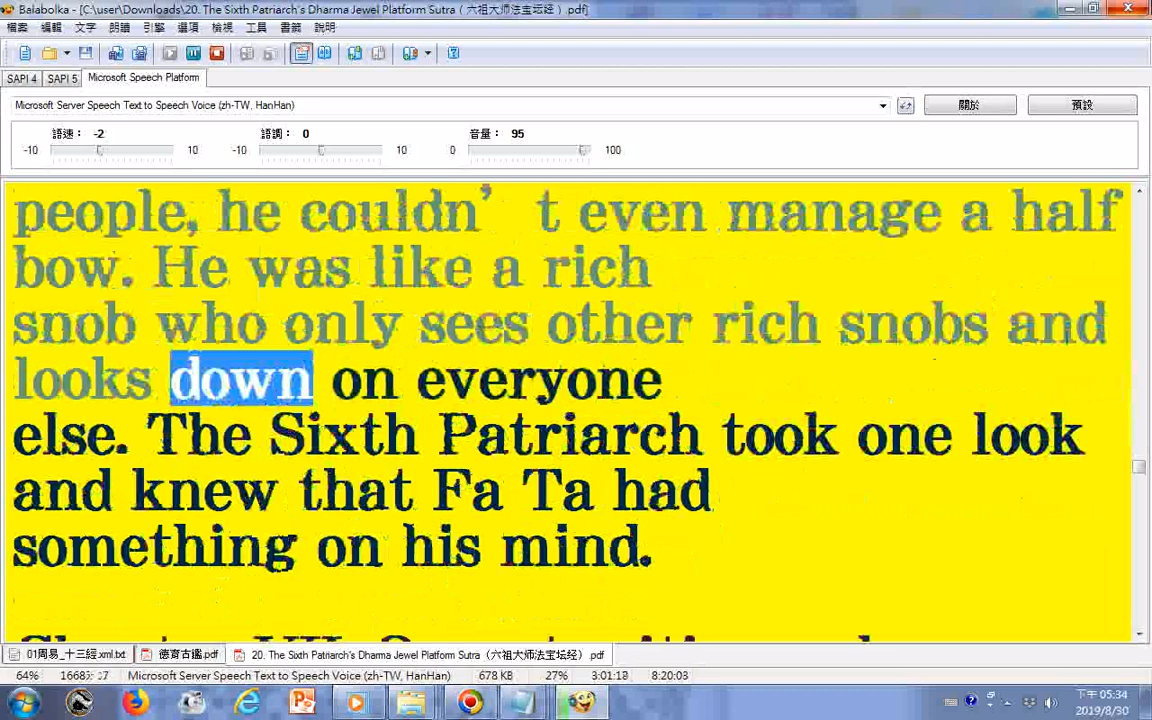 Balabolka - [C:\user\Downloads\20. The Sixth Patriarch's Dharma Jewel Platform Sutra（六祖大师法宝坛经）.pdf]
檔案 編輯 文字 朗讀 引擎 選項 檢視 工具 書籤 說明
SAPI 4 SAPI 5 Microsoft Speech Platform
Microsoft Server Speech Text to Speech Voice (zh-TW, HanHan) 關於 預設
語速： -2 語調： 0 音量： 95
-10 10 -10 10 0 100
people, he couldn’t even manage a half
bow. He was like a rich
snob who only sees other rich snobs and
looks down on everyone
else. The Sixth Patriarch took one look
and knew that Fa Ta had
something on his mind.
01周易_十三經.xml.txt 德育古鑑.pdf 20. The Sixth Patriarch's Dharma Jewel Platform Sutra（六祖大师法宝坛经）.pdf
64% Microsoft Server Speech Text to Speech Voice (zh-TW, HanHan) 678 KB 27% 3:01:18 8:20:03
下午 05:34
2019/8/30